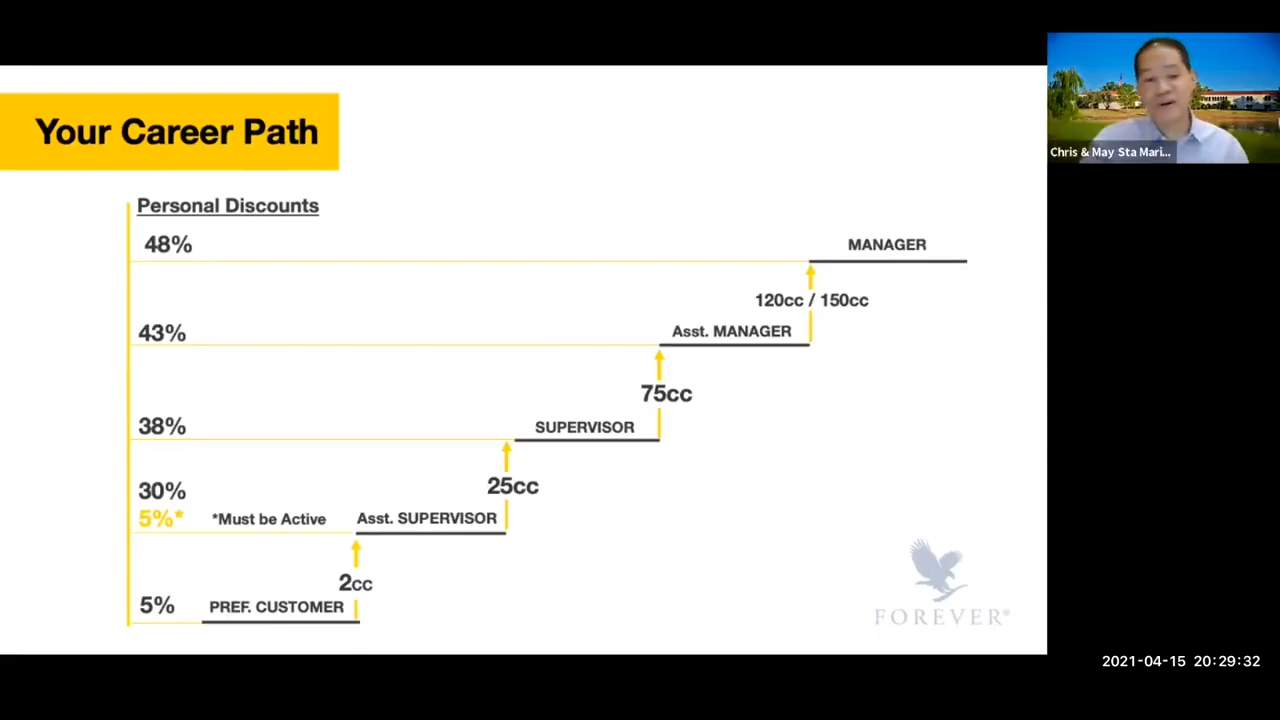 Your Career Path
Personal Discounts
48%
MANAGER
120cc / 150cc
43%
Asst. MANAGER
75cc
38%
SUPERVISOR
25cc
30%
5%* *Must be Active Asst. SUPERVISOR
2cc
5% PREF. CUSTOMER
FOREVER®
Chris & May Sta Mari...
2021-04-15 20:29:32